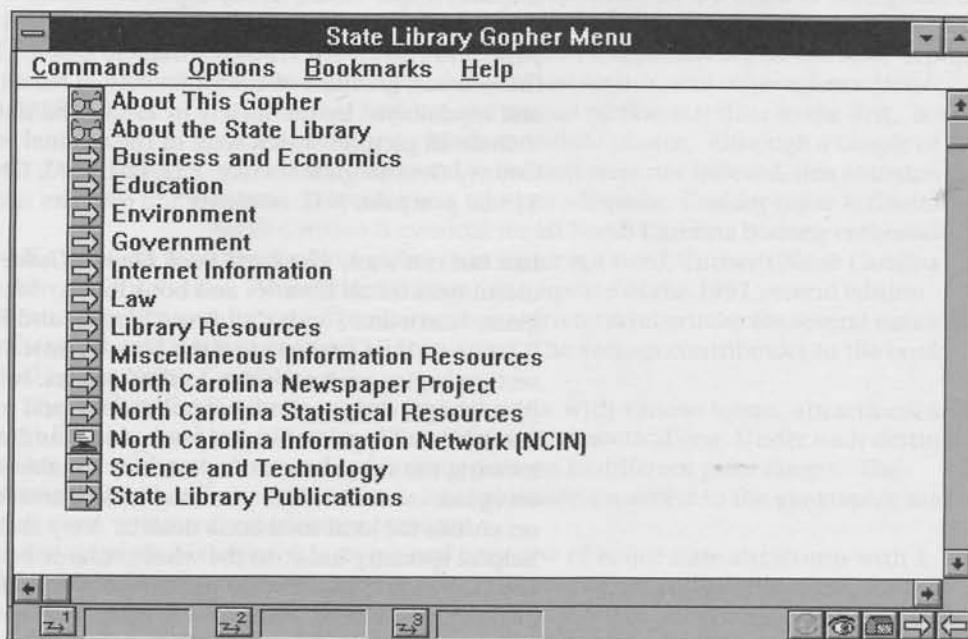 State Library Gopher Menu
Commands Options Bookmarks Help
About This Gopher
About the State Library
Business and Economics
Education
Environment
Government
Internet Information
Law
Library Resources
Miscellaneous Information Resources
North Carolina Newspaper Project
North Carolina Statistical Resources
North Carolina Information Network (NCIN)
Science and Technology
State Library Publications